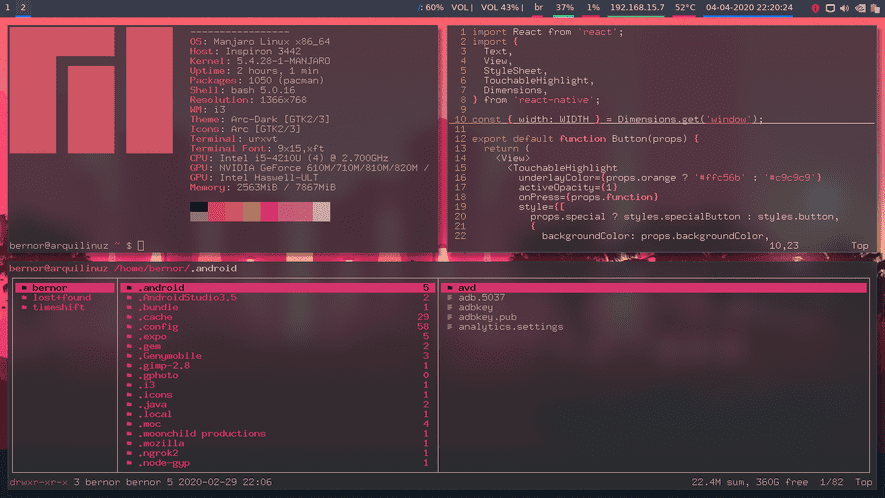 1 2 /: 60% VOL | VOL 43% | br 37% 1% 192.168.15.7 52°C 04-04-2020 22:20:24
-----------------
OS: Manjaro Linux x86_64
Host: Inspiron 3442
Kernel: 5.4.28-1-MANJARO
Uptime: 2 hours, 1 min
Packages: 1050 (pacman)
Shell: bash 5.0.16
Resolution: 1366x768
WM: i3
Theme: Arc-Dark [GTK2/3]
Icons: Arc [GTK2/3]
Terminal: urxvt
Terminal Font: 9x15,xft
CPU: Intel i5-4210U (4) @ 2.700GHz
GPU: NVIDIA GeForce 610M/710M/810M/820M /
GPU: Intel Haswell-ULT
Memory: 2563MiB / 7867MiB
bernor@arquilinuz ~ $
1 import React from 'react';
2 import {
3 Text,
4 View,
5 StyleSheet,
6 TouchableHighlight,
7 Dimensions,
8 } from 'react-native';
9
10 const { width: WIDTH } = Dimensions.get('window');
11
12 export default function Button(props) {
13 return (
14 <View>
15 <TouchableHighlight
16 underlayColor={props.orange ? '#ffc56b' : '#c9c9c9'}
17 activeOpacity={1}
18 onPress={props.function}
19 style={[
20 props.special ? styles.specialButton : styles.button,
21 {
22 backgroundColor: props.backgroundColor,
10,23 Top
bernor@arquilinuz /home/bernor/.android
bernor
lost+found
timeshift
.android 5
.AndroidStudio3.5 2
.bundle 1
.cache 29
.config 58
.expo 5
.gem 2
.Genymobile 3
.gimp-2.8 1
.gphoto 0
.i3 1
.icons 1
.java 2
.local 1
.moc 4
.moonchild productions 1
.mozilla 1
.ngrok2 1
.node-gyp 1
avd
adb.5037
adbkey
adbkey.pub
analytics.settings
drwxr-xr-x 3 bernor bernor 5 2020-02-29 22:06 22.4M sum, 360G free 1/82 Top